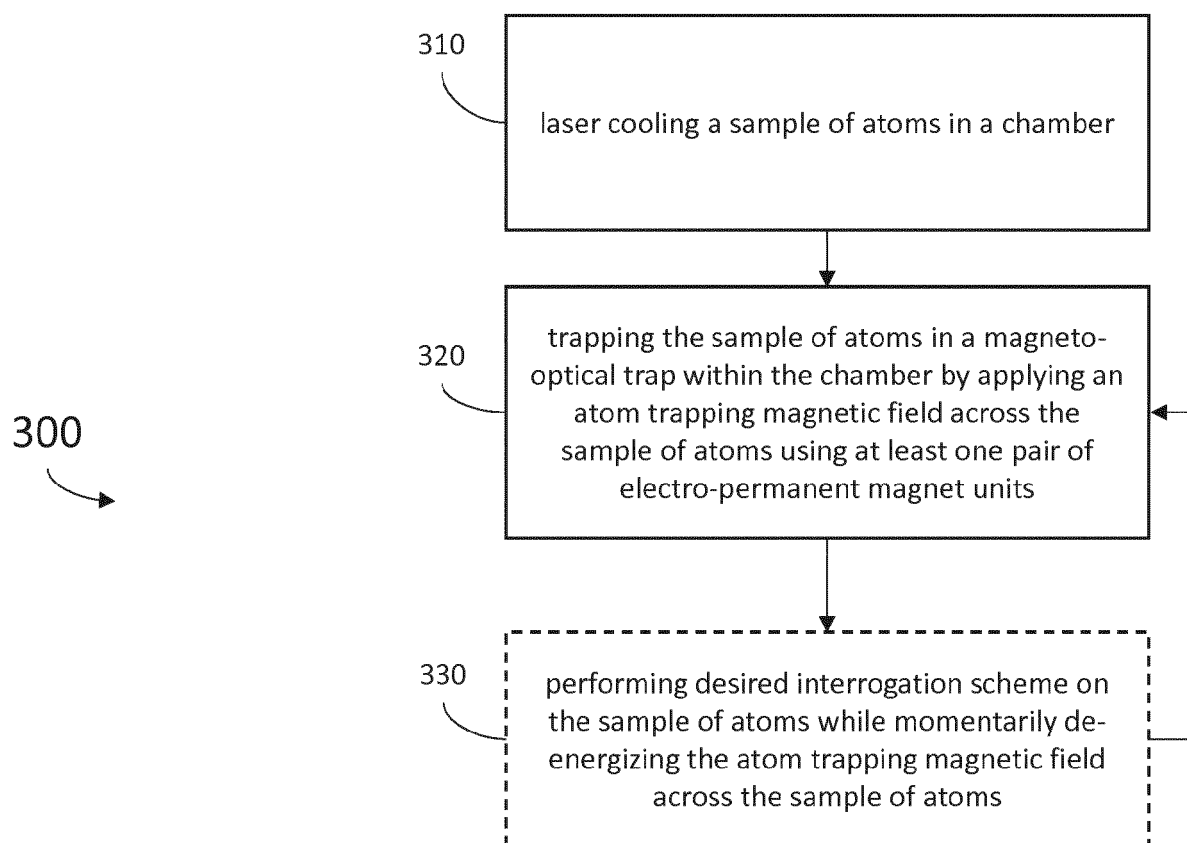 310
laser cooling a sample of atoms in a chamber
320
trapping the sample of atoms in a magneto-
optical trap within the chamber by applying an
atom trapping magnetic field across the
sample of atoms using at least one pair of
electro-permanent magnet units
300
330
performing desired interrogation scheme on
the sample of atoms while momentarily de-
energizing the atom trapping magnetic field
across the sample of atoms